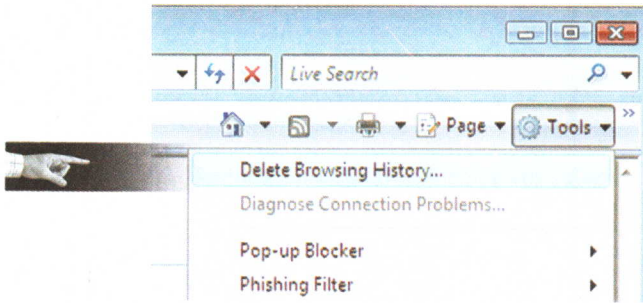 Live Search
Page Tools
Delete Browsing History...
Diagnose Connection Problems...
Pop-up Blocker
Phishing Filter